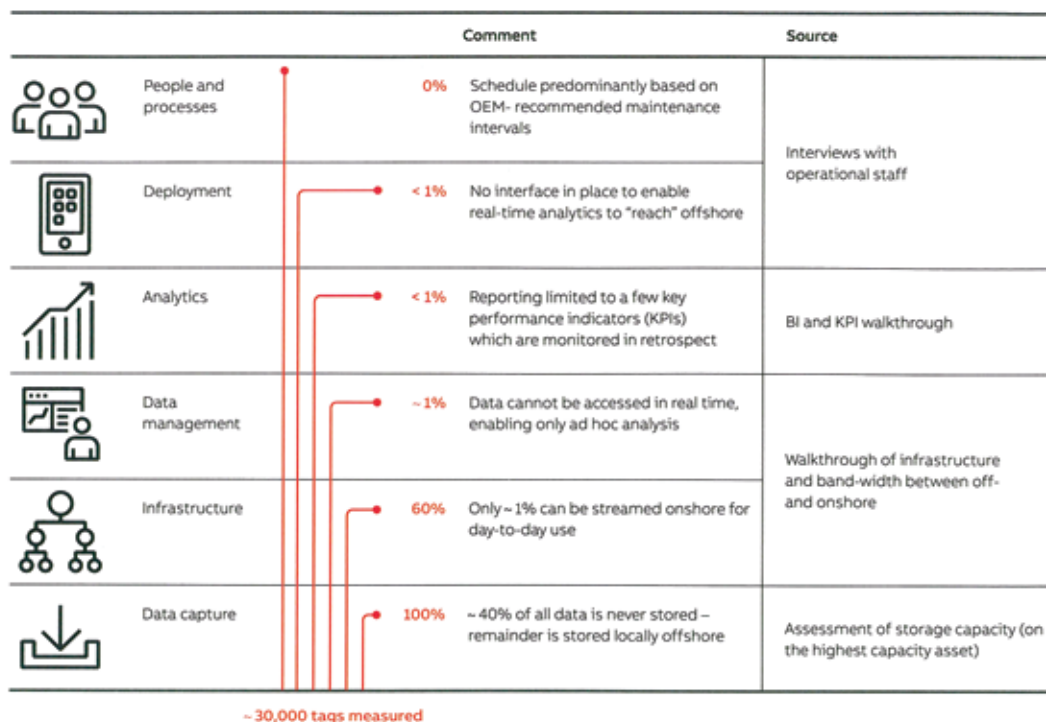 Comment
Source
People and
processes
0%
Schedule predominantly based on
OEM- recommended maintenance
intervals
Interviews with
operational staff
Deployment
< 1%
No interface in place to enable
real-time analytics to “reach” offshore
Analytics
< 1%
Reporting limited to a few key
performance indicators (KPIs)
which are monitored in retrospect
BI and KPI walkthrough
Data
management
~ 1%
Data cannot be accessed in real time,
enabling only ad hoc analysis
Walkthrough of infrastructure
and band-width between off-
and onshore
Infrastructure
60%
Only ~ 1% can be streamed onshore for
day-to-day use
Data capture
100%
~ 40% of all data is never stored –
remainder is stored locally offshore
Assessment of storage capacity (on
the highest capacity asset)
~ 30,000 tags measured